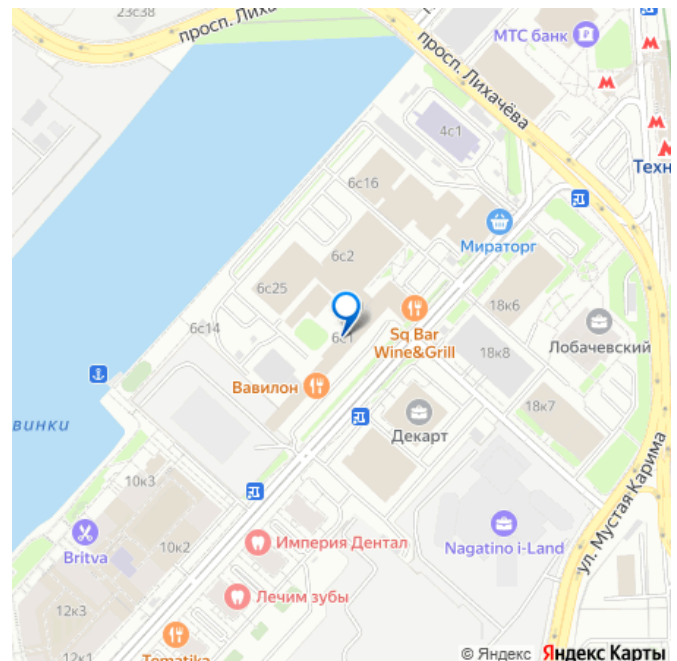 23с38
просп. Лиха
МТС банк
просп. Лихачёва
4с1
Техн
6с16
Мираторг
6с2
6с25
18к6
6с14
6с1
Sq Bar
Wine&Grill
Лобачевский
18к8
Вавилон
18к7
Декарт
винки
ул. Мустая Карима
10к3
Britva
10к2
Империя Дентал
Nagatino i-Land
Лечим зубы
12к3
12к1
Tematika
© Яндекс Яндекс Карты